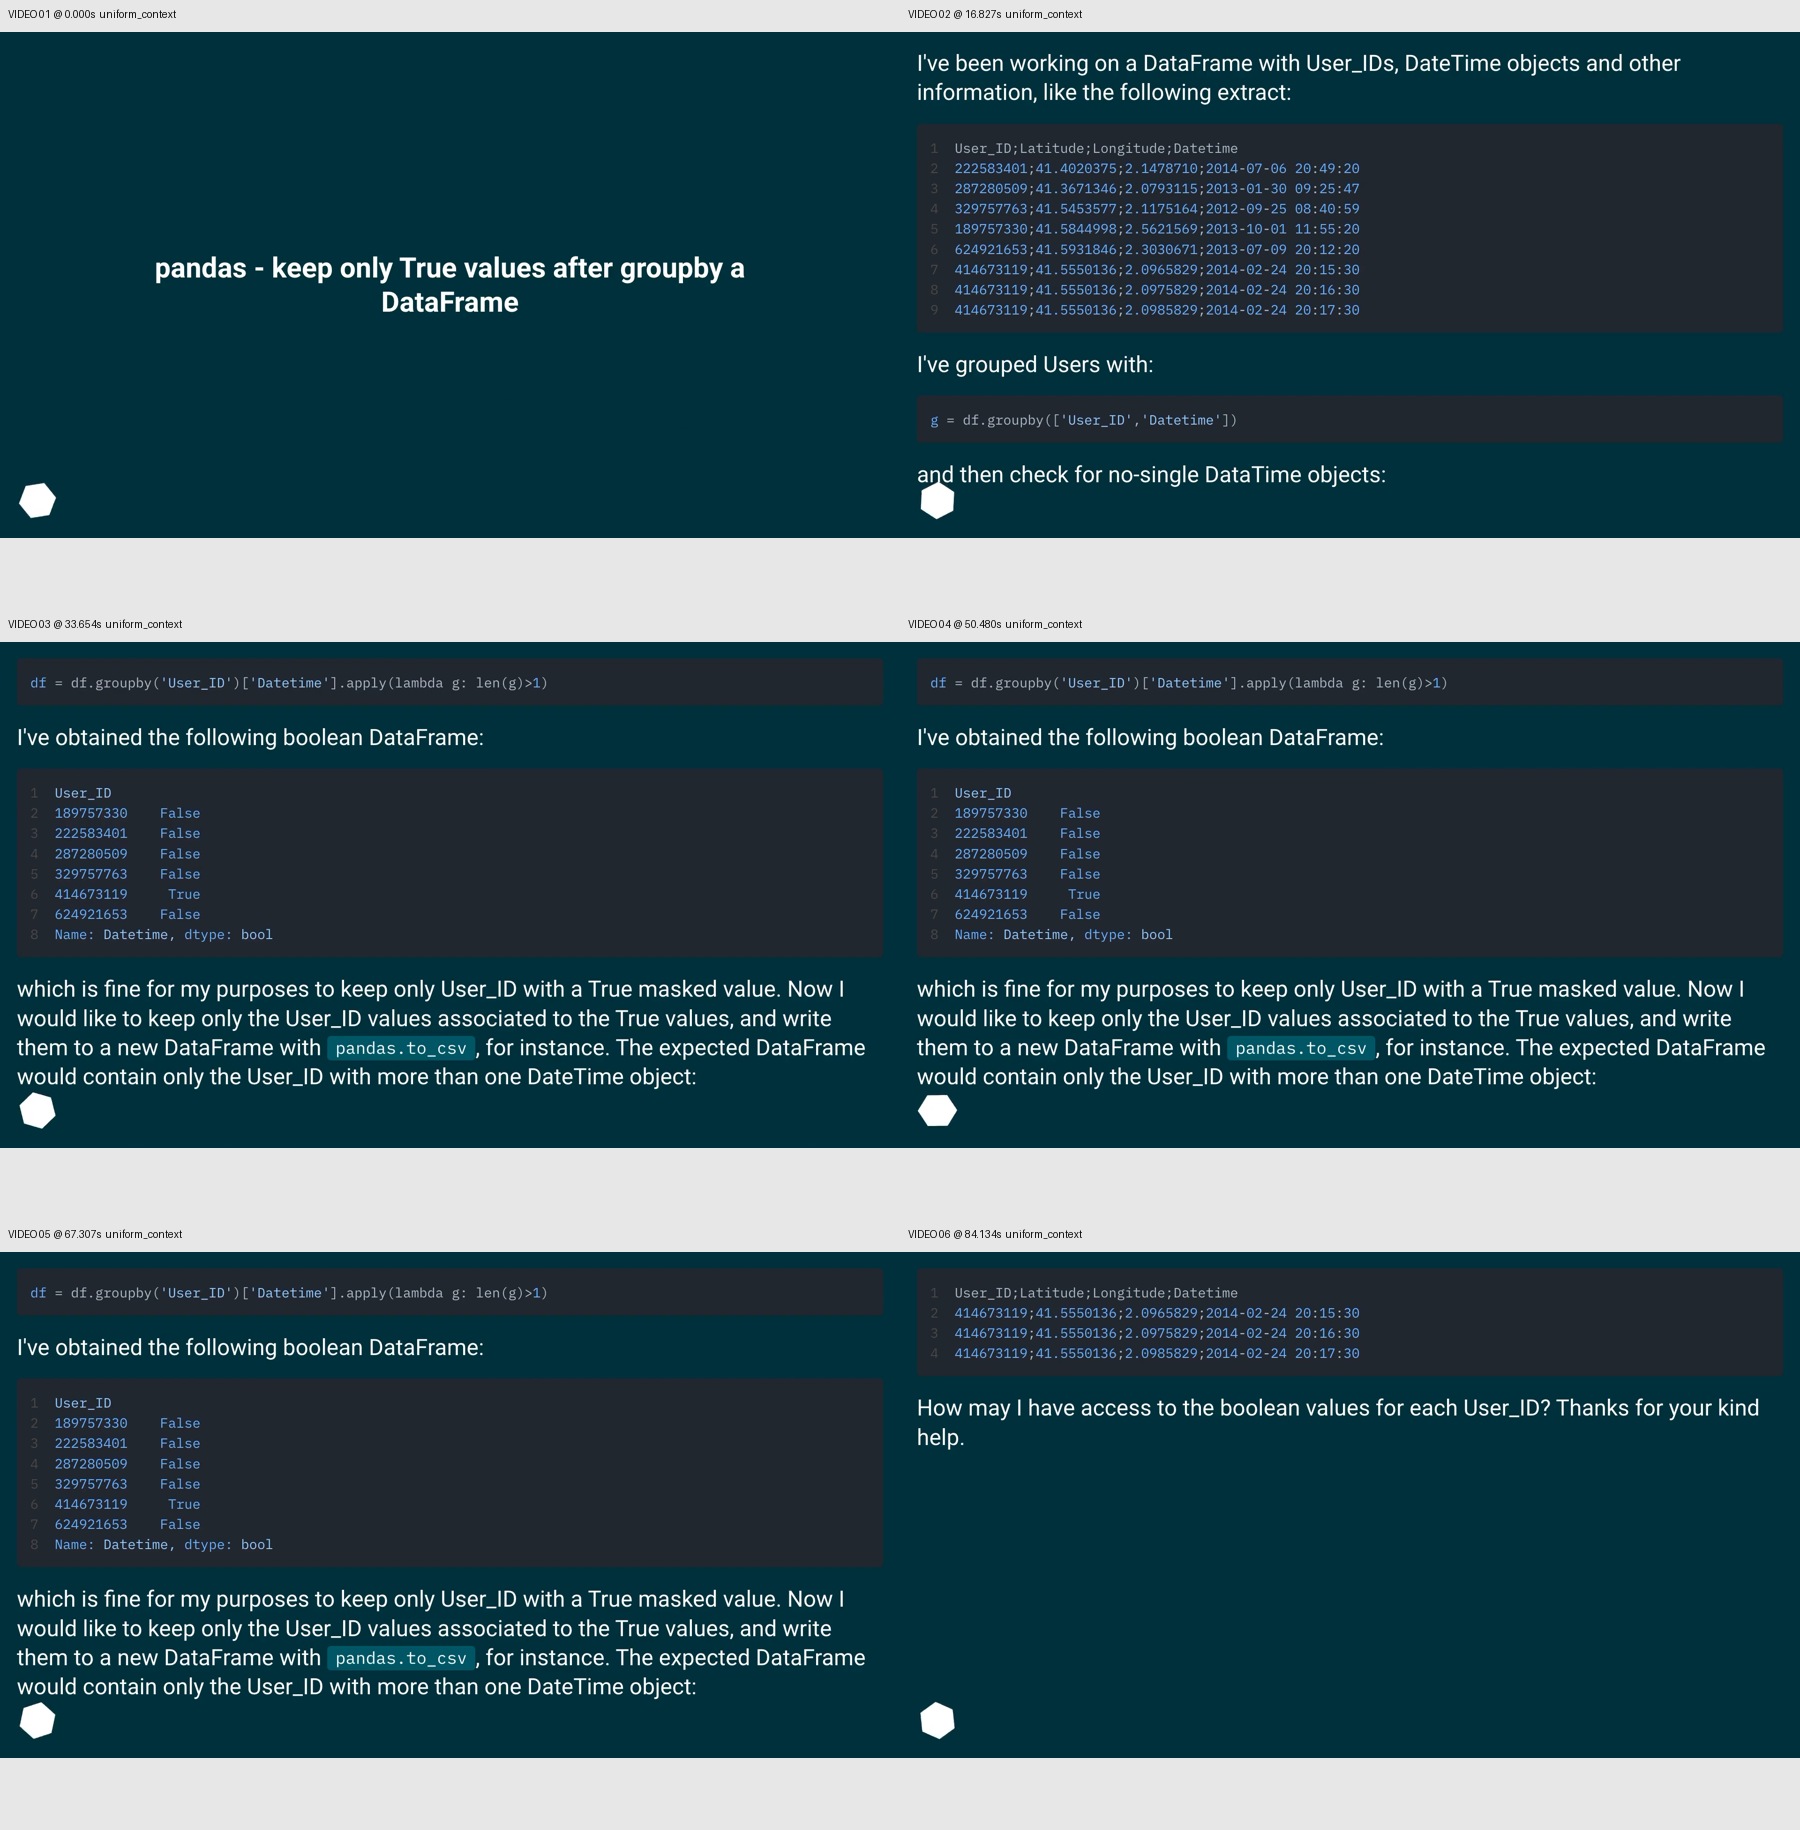 VIDEO01 @ 0.000s uniform_context
pandas - keep only True values after groupby a
DataFrame
VIDEO02 @ 16.827s uniform_context
I've been working on a DataFrame with User_IDs, DateTime objects and other
information, like the following extract:
1 User_ID;Latitude;Longitude;Datetime
2 222583401;41.4020375;2.1478710;2014-07-06 20:49:20
3 287280509;41.3671346;2.0793115;2013-01-30 09:25:47
4 329757763;41.5453577;2.1175164;2012-09-25 08:40:59
5 189757330;41.5844998;2.5621569;2013-10-01 11:55:20
6 624921653;41.5931846;2.3030671;2013-07-09 20:12:20
7 414673119;41.5550136;2.0965829;2014-02-24 20:15:30
8 414673119;41.5550136;2.0975829;2014-02-24 20:16:30
9 414673119;41.5550136;2.0985829;2014-02-24 20:17:30
I've grouped Users with:
g = df.groupby(['User_ID','Datetime'])
and then check for no-single DataTime objects:
VIDEO03 @ 33.654s uniform_context
df = df.groupby('User_ID')['Datetime'].apply(lambda g: len(g)>1)
I've obtained the following boolean DataFrame:
1 User_ID
2 189757330    False
3 222583401    False
4 287280509    False
5 329757763    False
6 414673119     True
7 624921653    False
8 Name: Datetime, dtype: bool
which is fine for my purposes to keep only User_ID with a True masked value. Now I
would like to keep only the User_ID values associated to the True values, and write
them to a new DataFrame with pandas.to_csv, for instance. The expected DataFrame
would contain only the User_ID with more than one DateTime object:
VIDEO04 @ 50.480s uniform_context
df = df.groupby('User_ID')['Datetime'].apply(lambda g: len(g)>1)
I've obtained the following boolean DataFrame:
1 User_ID
2 189757330    False
3 222583401    False
4 287280509    False
5 329757763    False
6 414673119     True
7 624921653    False
8 Name: Datetime, dtype: bool
which is fine for my purposes to keep only User_ID with a True masked value. Now I
would like to keep only the User_ID values associated to the True values, and write
them to a new DataFrame with pandas.to_csv, for instance. The expected DataFrame
would contain only the User_ID with more than one DateTime object:
VIDEO05 @ 67.307s uniform_context
df = df.groupby('User_ID')['Datetime'].apply(lambda g: len(g)>1)
I've obtained the following boolean DataFrame:
1 User_ID
2 189757330    False
3 222583401    False
4 287280509    False
5 329757763    False
6 414673119     True
7 624921653    False
8 Name: Datetime, dtype: bool
which is fine for my purposes to keep only User_ID with a True masked value. Now I
would like to keep only the User_ID values associated to the True values, and write
them to a new DataFrame with pandas.to_csv, for instance. The expected DataFrame
would contain only the User_ID with more than one DateTime object:
VIDEO06 @ 84.134s uniform_context
1 User_ID;Latitude;Longitude;Datetime
2 414673119;41.5550136;2.0965829;2014-02-24 20:15:30
3 414673119;41.5550136;2.0975829;2014-02-24 20:16:30
4 414673119;41.5550136;2.0985829;2014-02-24 20:17:30
How may I have access to the boolean values for each User_ID? Thanks for your kind
help.